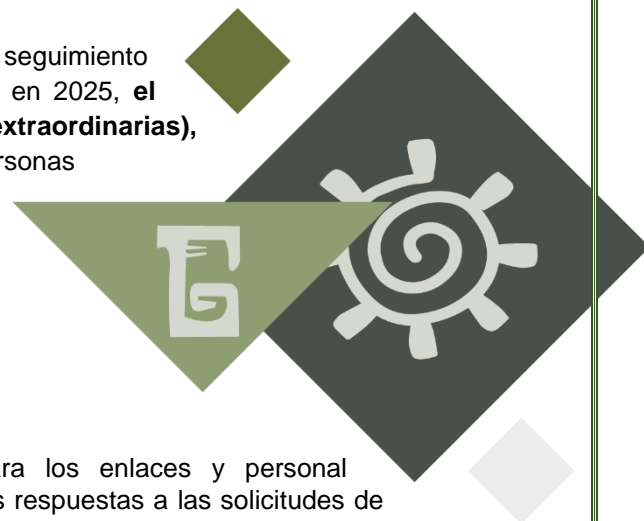 seguimiento
en 2025, el
extraordinarias),
rsonas
ra los enlaces y personal
s respuestas a las solicitudes de